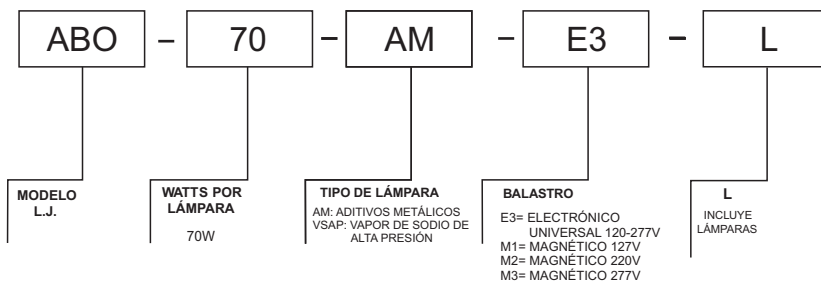 ABO – 70 – AM – E3 – L
MODELO
L.J.
WATTS POR
LÁMPARA
70W
TIPO DE LÁMPARA
AM: ADITIVOS METÁLICOS
VSAP: VAPOR DE SODIO DE
ALTA PRESIÓN
BALASTRO
E3= ELECTRÓNICO
UNIVERSAL 120-277V
M1= MAGNÉTICO 127V
M2= MAGNÉTICO 220V
M3= MAGNÉTICO 277V
L
INCLUYE
LÁMPARAS